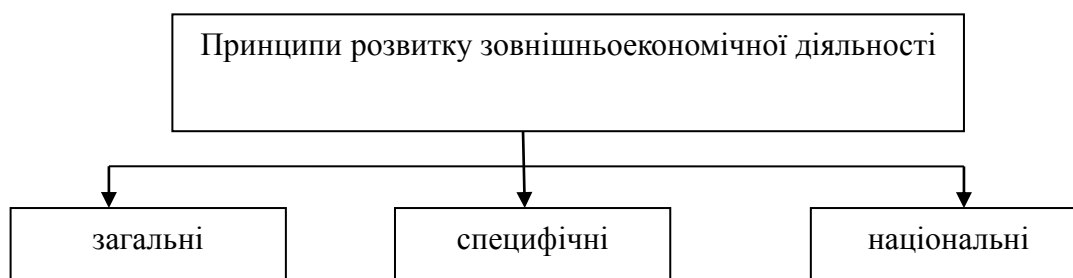 Принципи розвитку зовнішньоекономічної діяльності
загальні
специфічні
національні